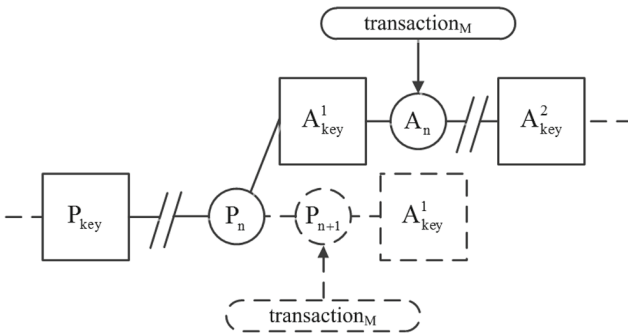 transaction_M
A^1_key
A_n
A^2_key
P_key
P_n
P_n+1
A^1_key
transaction_M